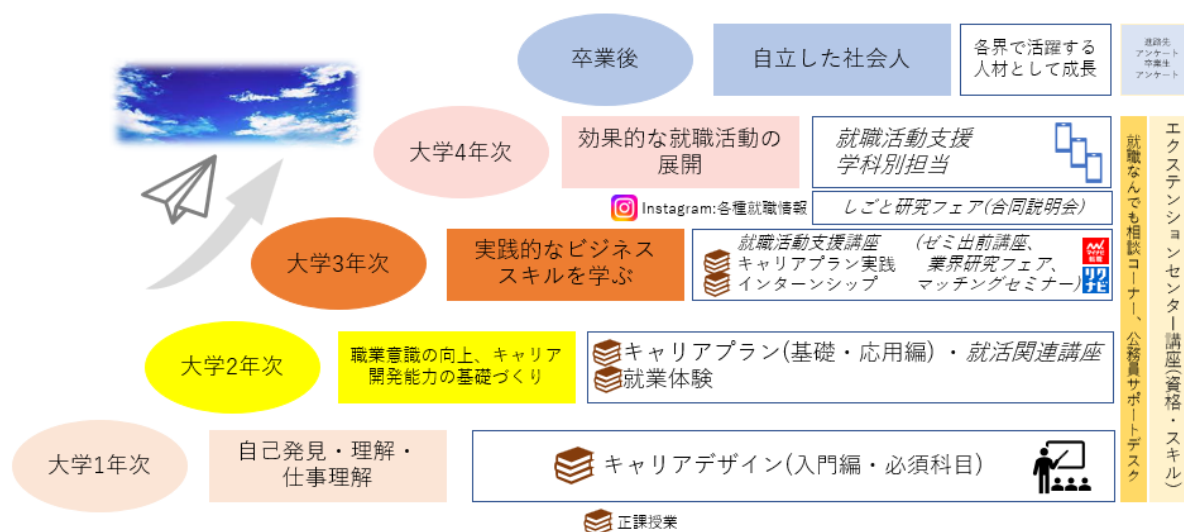 卒業後
自立した社会人
各界で活躍する
人材として成長
進路先
アンケート
卒業生
アンケート
大学4年次
効果的な就職活動の
展開
就職活動支援
学科別担当
Instagram:各種就職情報
しごと研究フェア(合同説明会)
大学3年次
実践的なビジネス
スキルを学ぶ
就職活動支援講座
キャリアプラン実践
インターンシップ
(ゼミ出前講座、
業界研究フェア、
マッチングセミナー)
マイナビ
リクナビ
大学2年次
職業意識の向上、キャリア
開発能力の基礎づくり
キャリアプラン(基礎・応用編)・就活関連講座
就業体験
大学1年次
自己発見・理解・
仕事理解
キャリアデザイン(入門編・必須科目)
正課授業
就職なんでも相談コーナー、公務員サポートデスク
エクステンションセンター講座(資格・スキル)